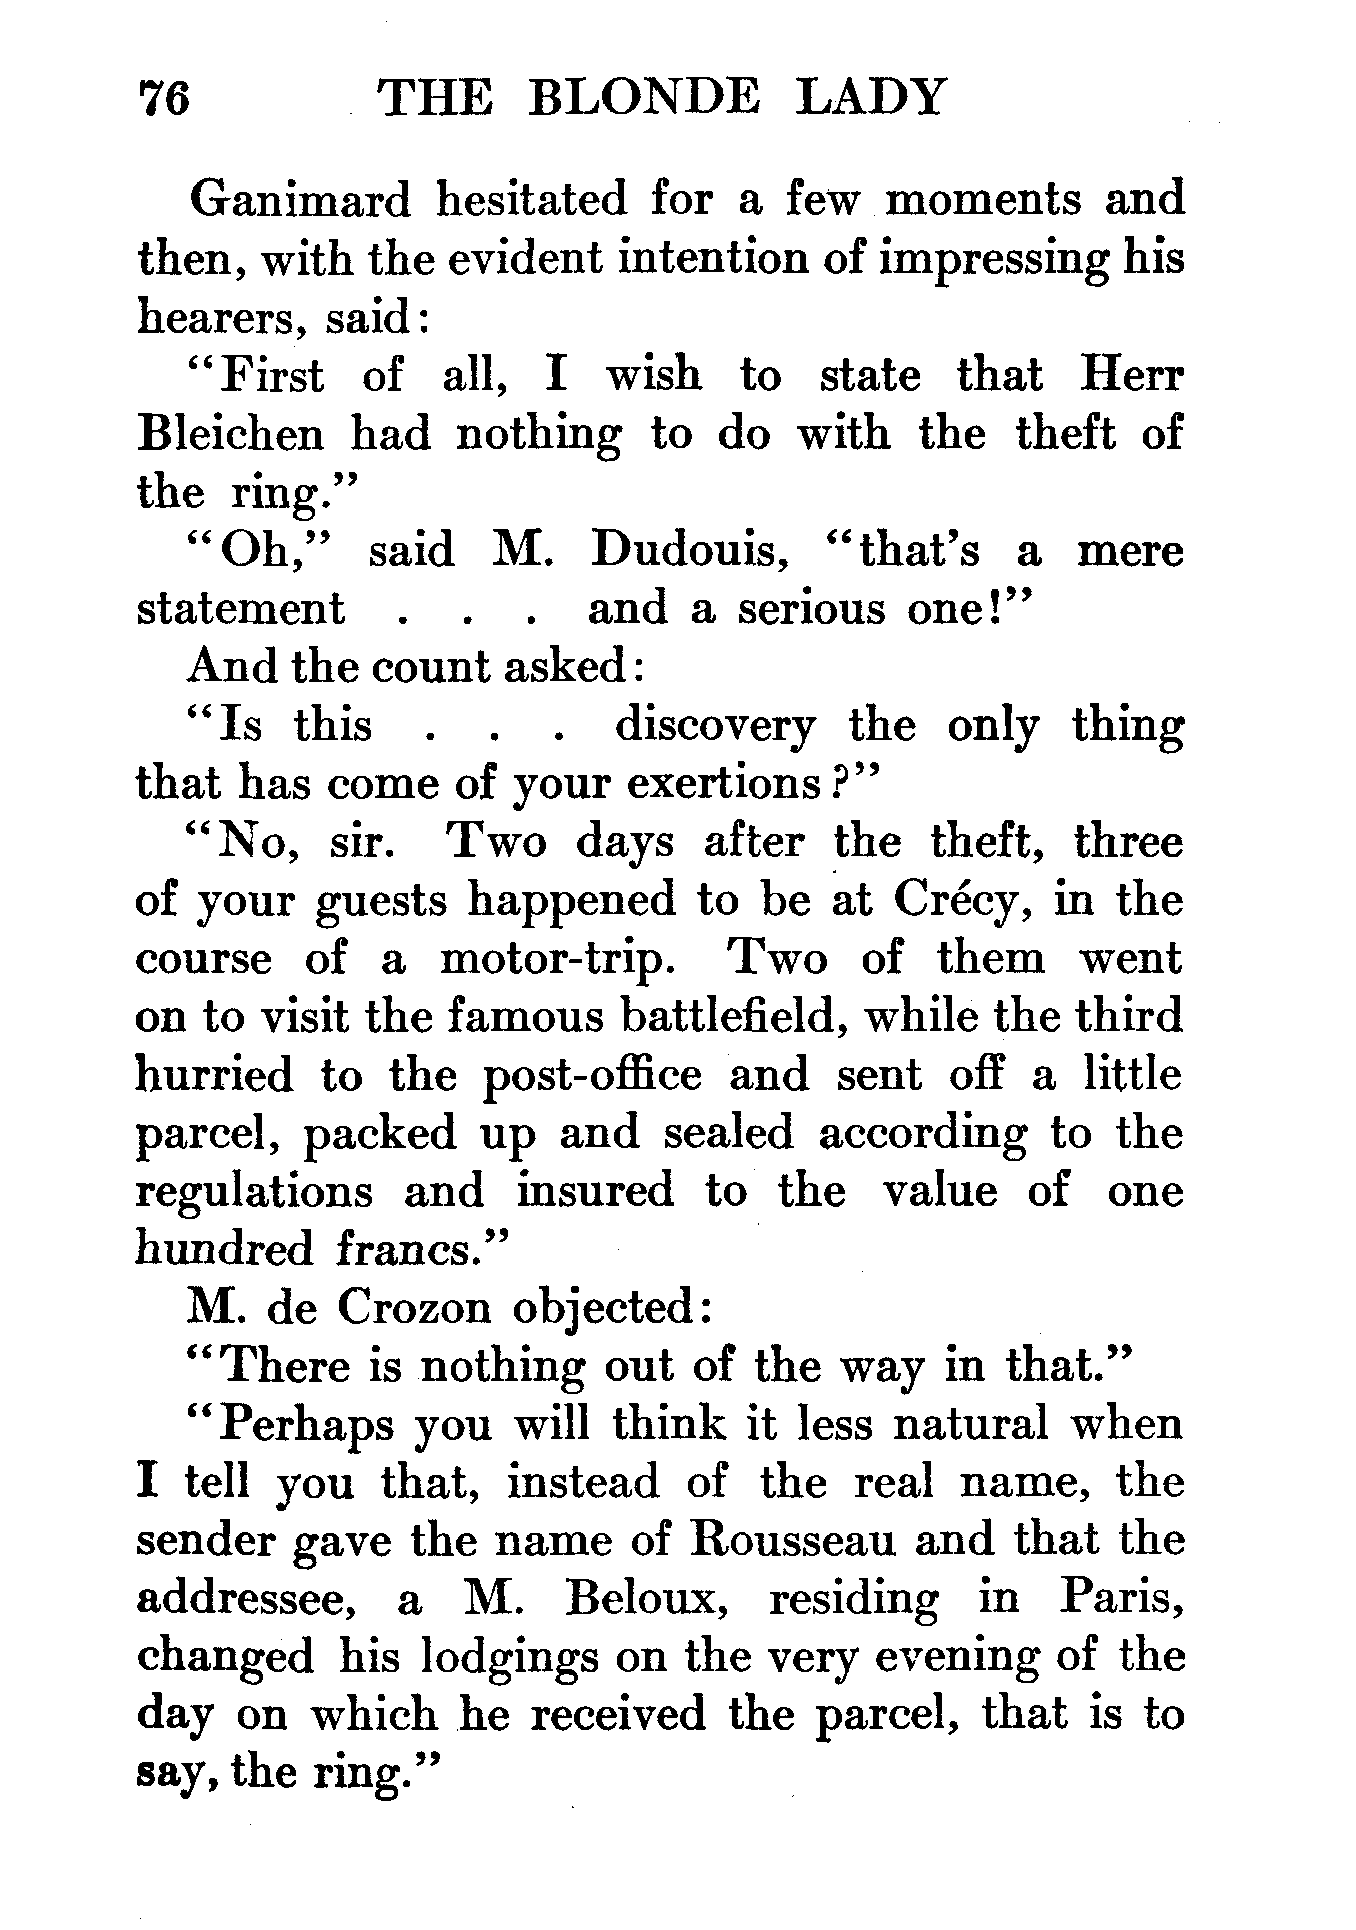 76 THE BLONDE LADY
Ganimard hesitated for a few moments and
then, with the evident intention of impressing his
hearers, said:
“First of all, I wish to state that Herr
Bleichen had nothing to do with the theft of
the ring.”
“Oh,” said M. Dudouis, “that’s a mere
statement . . . and a serious one!”
And the count asked:
“Is this . . . discovery the only thing
that has come of your exertions?”
“No, sir. Two days after the theft, three
of your guests happened to be at Crécy, in the
course of a motor-trip. Two of them went
on to visit the famous battlefield, while the third
hurried to the post-office and sent off a little
parcel, packed up and sealed according to the
regulations and insured to the value of one
hundred francs.”
M. de Crozon objected:
“There is nothing out of the way in that.”
“Perhaps you will think it less natural when
I tell you that, instead of the real name, the
sender gave the name of Rousseau and that the
addressee, a M. Beloux, residing in Paris,
changed his lodgings on the very evening of the
day on which he received the parcel, that is to
say, the ring.”